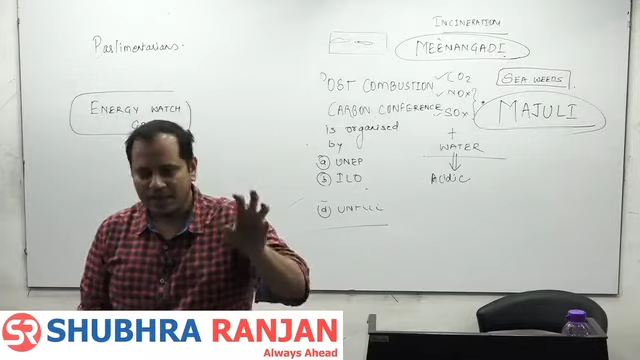 Parlimentarians.
ENERGY WATCH
INCINERATION
MEENANGADI
POST COMBUSTION
CO2
NOX
SOX
SEA WEEDS
MAJULI
CARBON CONFERENCE
is organised
by
+
WATER
Acidic
(a) UNEP
(b) ILO
(d) UNFCCC
SR SHUBHRA RANJAN
Always Ahead